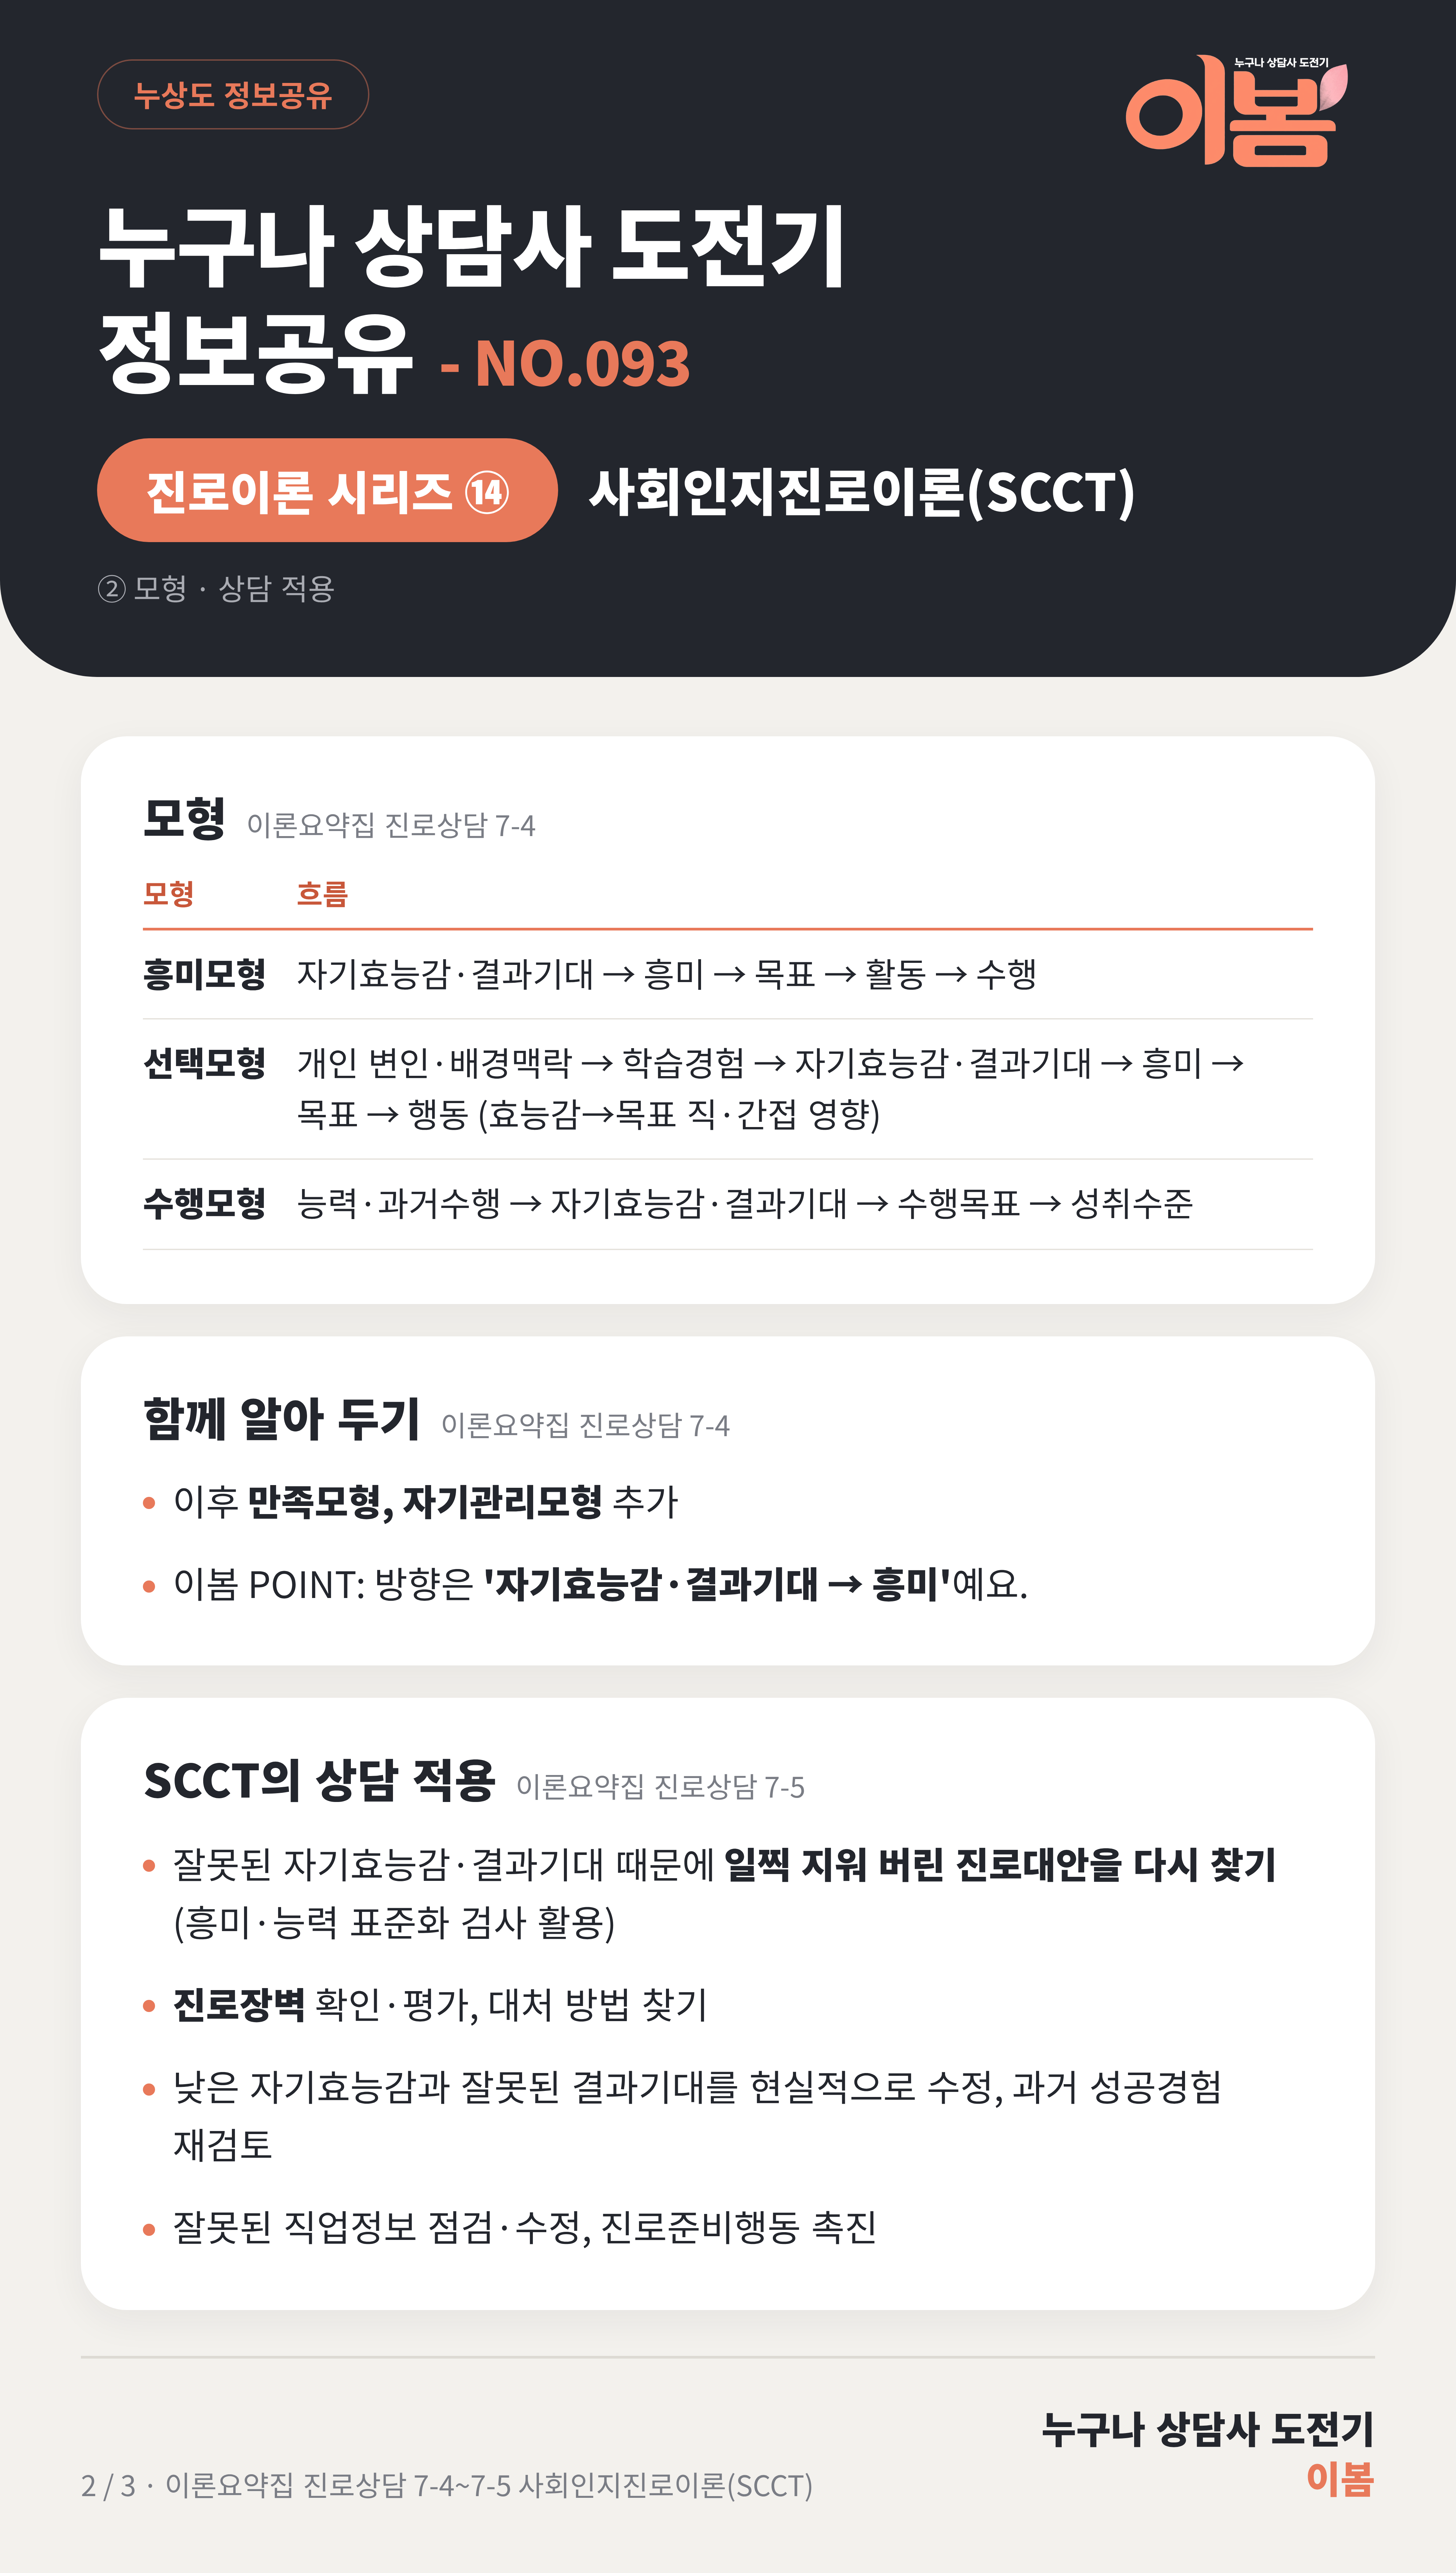 누상도 정보공유
누구나 상담사 도전기
이봄
누구나 상담사 도전기
정보공유 - NO.093
진로이론 시리즈 ⑭ 사회인지진로이론(SCCT)
② 모형 · 상담 적용
모형 이론요약집 진로상담 7-4
모형 흐름
흥미모형 자기효능감·결과기대 → 흥미 → 목표 → 활동 → 수행
선택모형 개인 변인·배경맥락 → 학습경험 → 자기효능감·결과기대 → 흥미 →
목표 → 행동 (효능감→목표 직·간접 영향)
수행모형 능력·과거수행 → 자기효능감·결과기대 → 수행목표 → 성취수준
함께 알아 두기 이론요약집 진로상담 7-4
• 이후 만족모형, 자기관리모형 추가
• 이봄 POINT: 방향은 '자기효능감·결과기대 → 흥미'예요.
SCCT의 상담 적용 이론요약집 진로상담 7-5
• 잘못된 자기효능감·결과기대 때문에 일찍 지워 버린 진로대안을 다시 찾기
(흥미·능력 표준화 검사 활용)
• 진로장벽 확인·평가, 대처 방법 찾기
• 낮은 자기효능감과 잘못된 결과기대를 현실적으로 수정, 과거 성공경험
재검토
• 잘못된 직업정보 점검·수정, 진로준비행동 촉진
누구나 상담사 도전기
2 / 3 · 이론요약집 진로상담 7-4~7-5 사회인지진로이론(SCCT)
이봄